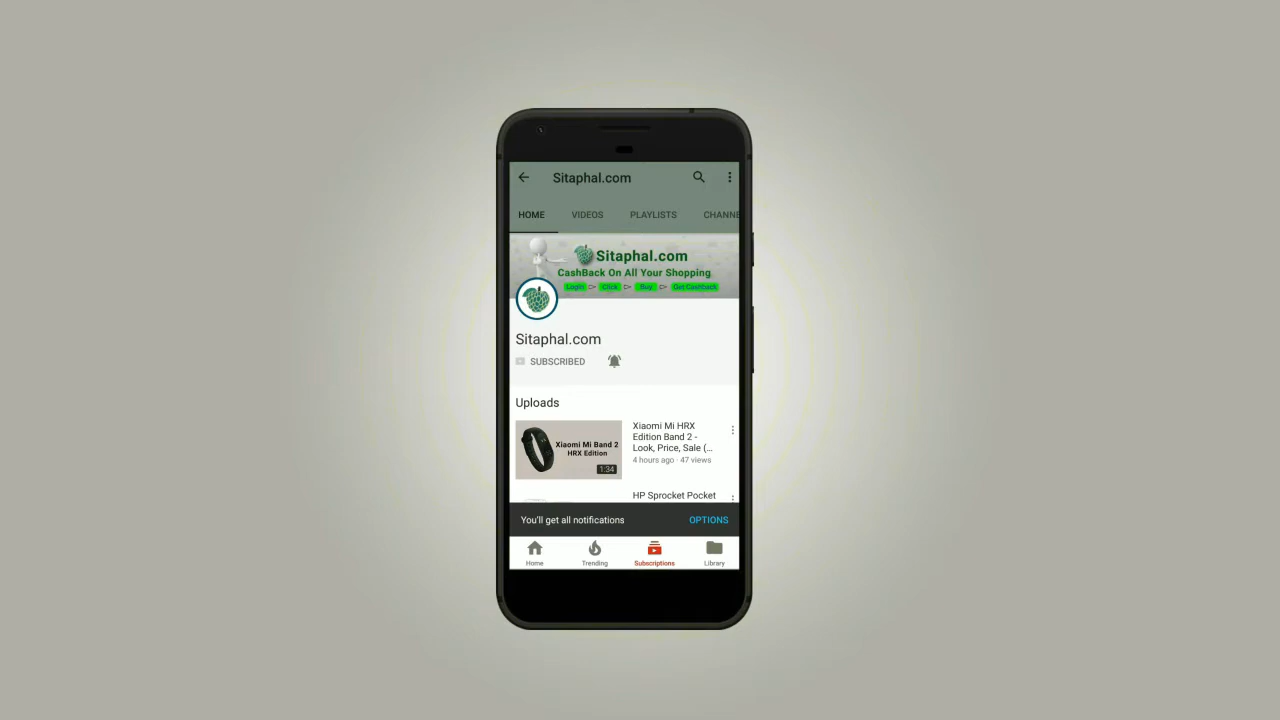 Sitaphal.com
HOME VIDEOS PLAYLISTS CHANNE
Sitaphal.com
CashBack On All Your Shopping
Login Click Buy Get Cashback
Sitaphal.com
SUBSCRIBED
Uploads
Xiaomi Mi Band 2
HRX Edition
1:34
Xiaomi Mi HRX
Edition Band 2 -
Look, Price, Sale (...
4 hours ago · 47 views
HP Sprocket Pocket
You'll get all notifications OPTIONS
Home Trending Subscriptions Library